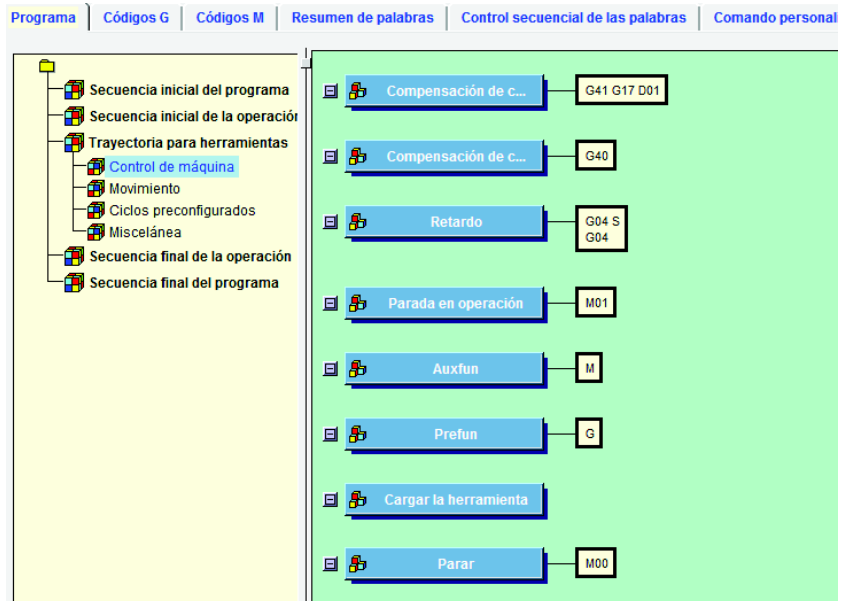 Programa
Códigos G
Códigos M
Resumen de palabras
Control secuencial de las palabras
Comando personali
Secuencia inicial del programa
Secuencia inicial de la operación
Trayectoria para herramientas
Control de máquina
Movimiento
Ciclos preconfigurados
Miscelánea
Secuencia final de la operación
Secuencia final del programa
Compensación de c...
G41 G17 D01
Compensación de c...
G40
Retardo
G04 S
G04
Parada en operación
M01
Auxfun
M
Prefun
G
Cargar la herramienta
Parar
M00